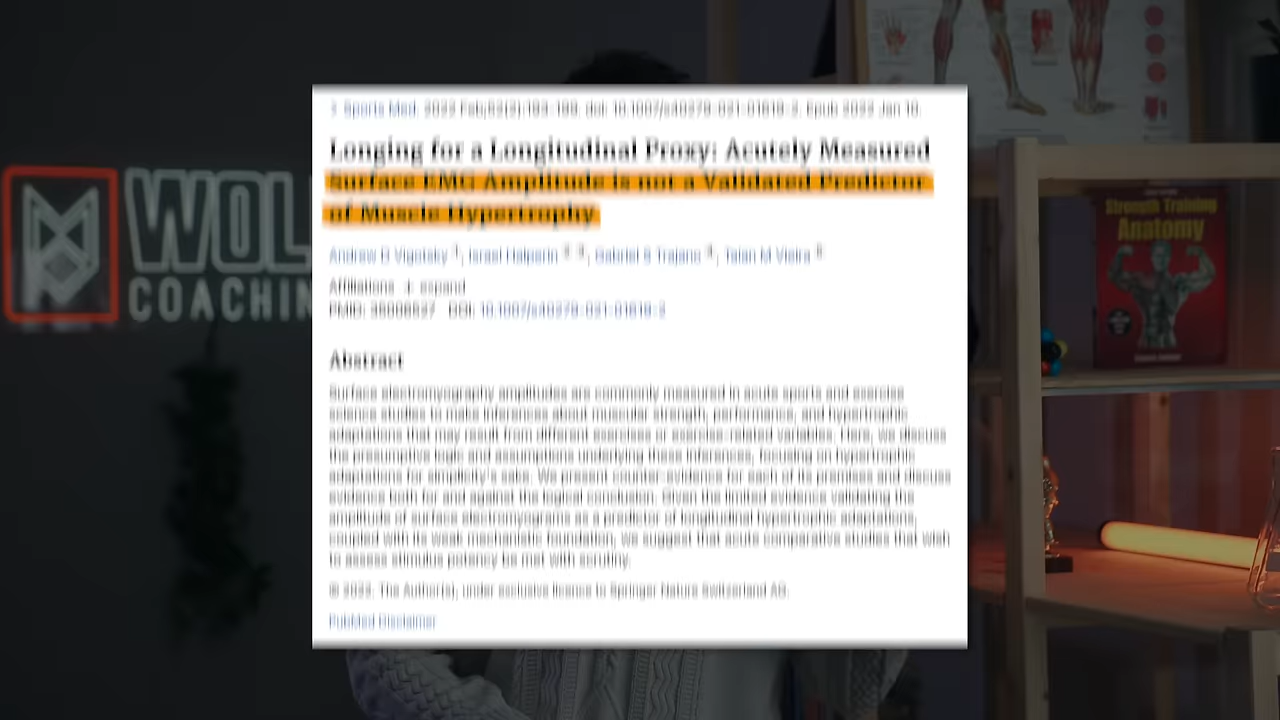 WOL
COACHIN
Strength Training
Anatomy
Sports Med. 2022 Feb;52(2):193-199. doi: 10.1007/s40279-021-01619-2. Epub 2022 Jan 10.
Longing for a Longitudinal Proxy: Acutely Measured
Surface EMG Amplitude is not a Validated Predictor
of Muscle Hypertrophy
Andrew D Vigotsky 1, Israel Halperin 2 3, Gabriel S Trajano 4, Taian M Vieira 5
Affiliations + expand
PMID: DOI: 10.1007/s40279-021-01619-2
Abstract
Surface electromyography amplitudes are commonly measured in acute sports and exercise
science studies to make inferences about muscular strength, performance, and hypertrophic
adaptations that may result from different exercises or exercise-related variables. Here, we discuss
the presumptive logic and assumptions underlying these inferences, focusing on hypertrophic
adaptations for simplicity's sake. We present counter-evidence for each of its premises and discuss
evidence both for and against the logical conclusion. Given the limited evidence validating the
amplitude of surface electromyograms as a predictor of longitudinal hypertrophic adaptations,
coupled with its weak mechanistic foundation, we suggest that acute comparative studies that wish
to assess stimulus potency be met with scrutiny.
© 2022. The Author(s), under exclusive licence to Springer Nature Switzerland AG.
PubMed Disclaimer